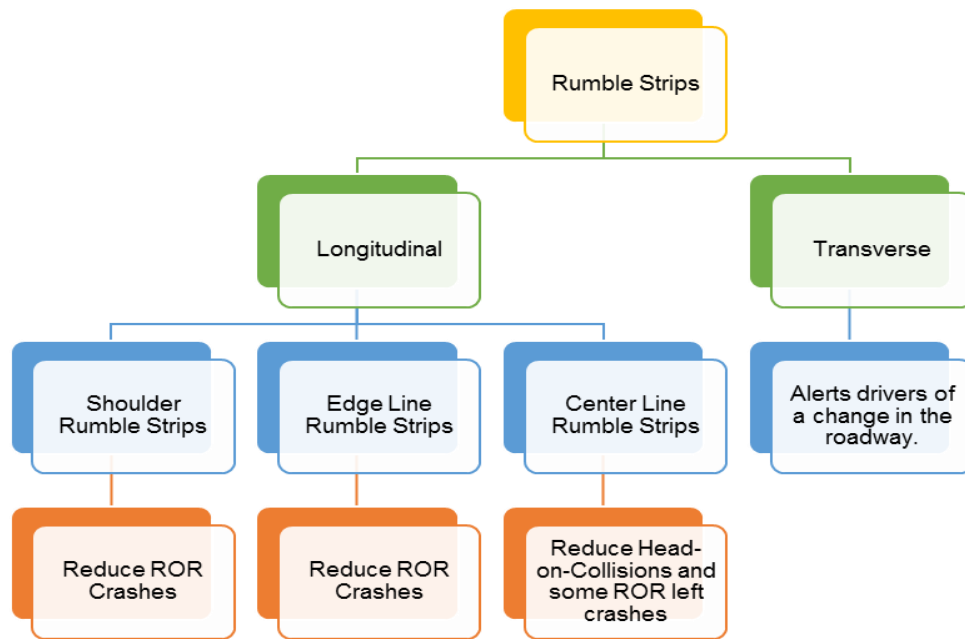 Rumble Strips
Longitudinal
Transverse
Shoulder
Rumble Strips
Edge Line
Rumble Strips
Center Line
Rumble Strips
Alerts drivers of
a change in the
roadway.
Reduce ROR
Crashes
Reduce ROR
Crashes
Reduce Head-
on-Collisions and
some ROR left
crashes